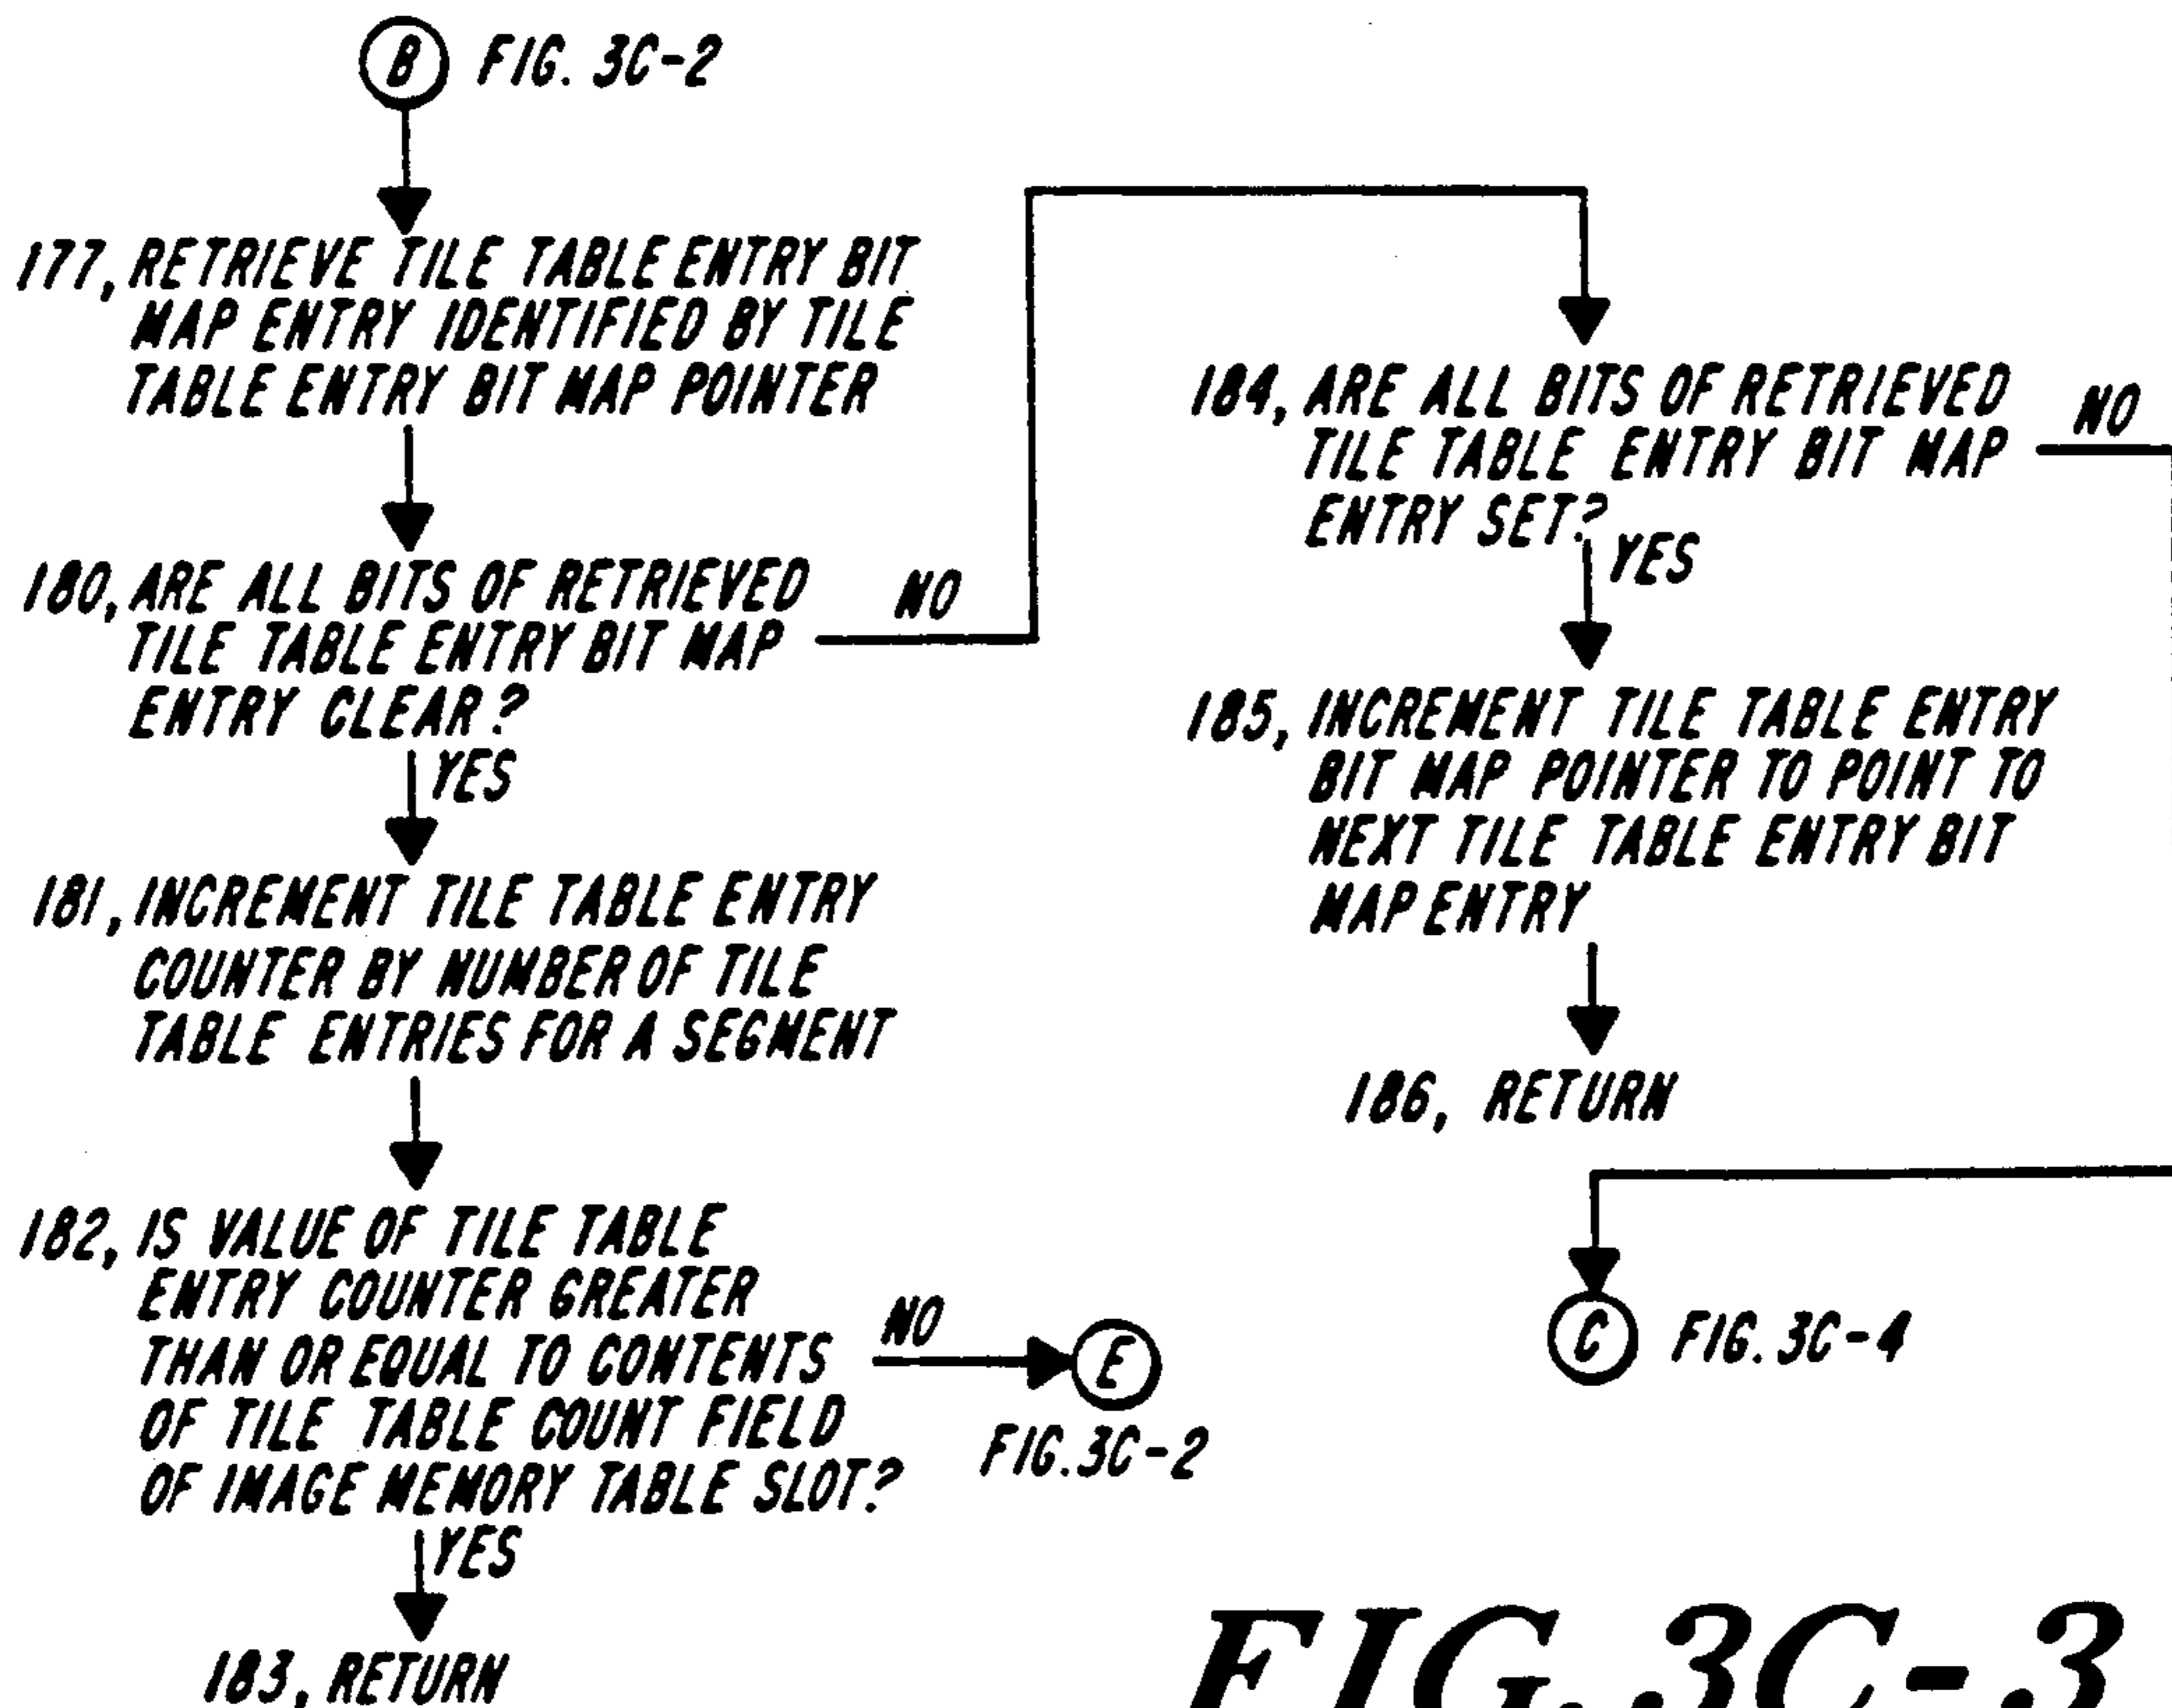 B FIG. 3C-2
177, RETRIEVE TILE TABLE ENTRY BIT
MAP ENTRY IDENTIFIED BY TILE
TABLE ENTRY BIT MAP POINTER
180, ARE ALL BITS OF RETRIEVED
TILE TABLE ENTRY BIT MAP
ENTRY CLEAR?
NO
YES
181, INCREMENT TILE TABLE ENTRY
COUNTER BY NUMBER OF TILE
TABLE ENTRIES FOR A SEGMENT
182, IS VALUE OF TILE TABLE
ENTRY COUNTER GREATER
THAN OR EQUAL TO CONTENTS
OF TILE TABLE COUNT FIELD
OF IMAGE MEMORY TABLE SLOT?
NO
E
FIG. 3C-2
YES
183, RETURN
184, ARE ALL BITS OF RETRIEVED
TILE TABLE ENTRY BIT MAP
ENTRY SET?
NO
YES
185, INCREMENT TILE TABLE ENTRY
BIT MAP POINTER TO POINT TO
NEXT TILE TABLE ENTRY BIT
MAP ENTRY
186, RETURN
C FIG. 3C-4
FIG. 3C-3